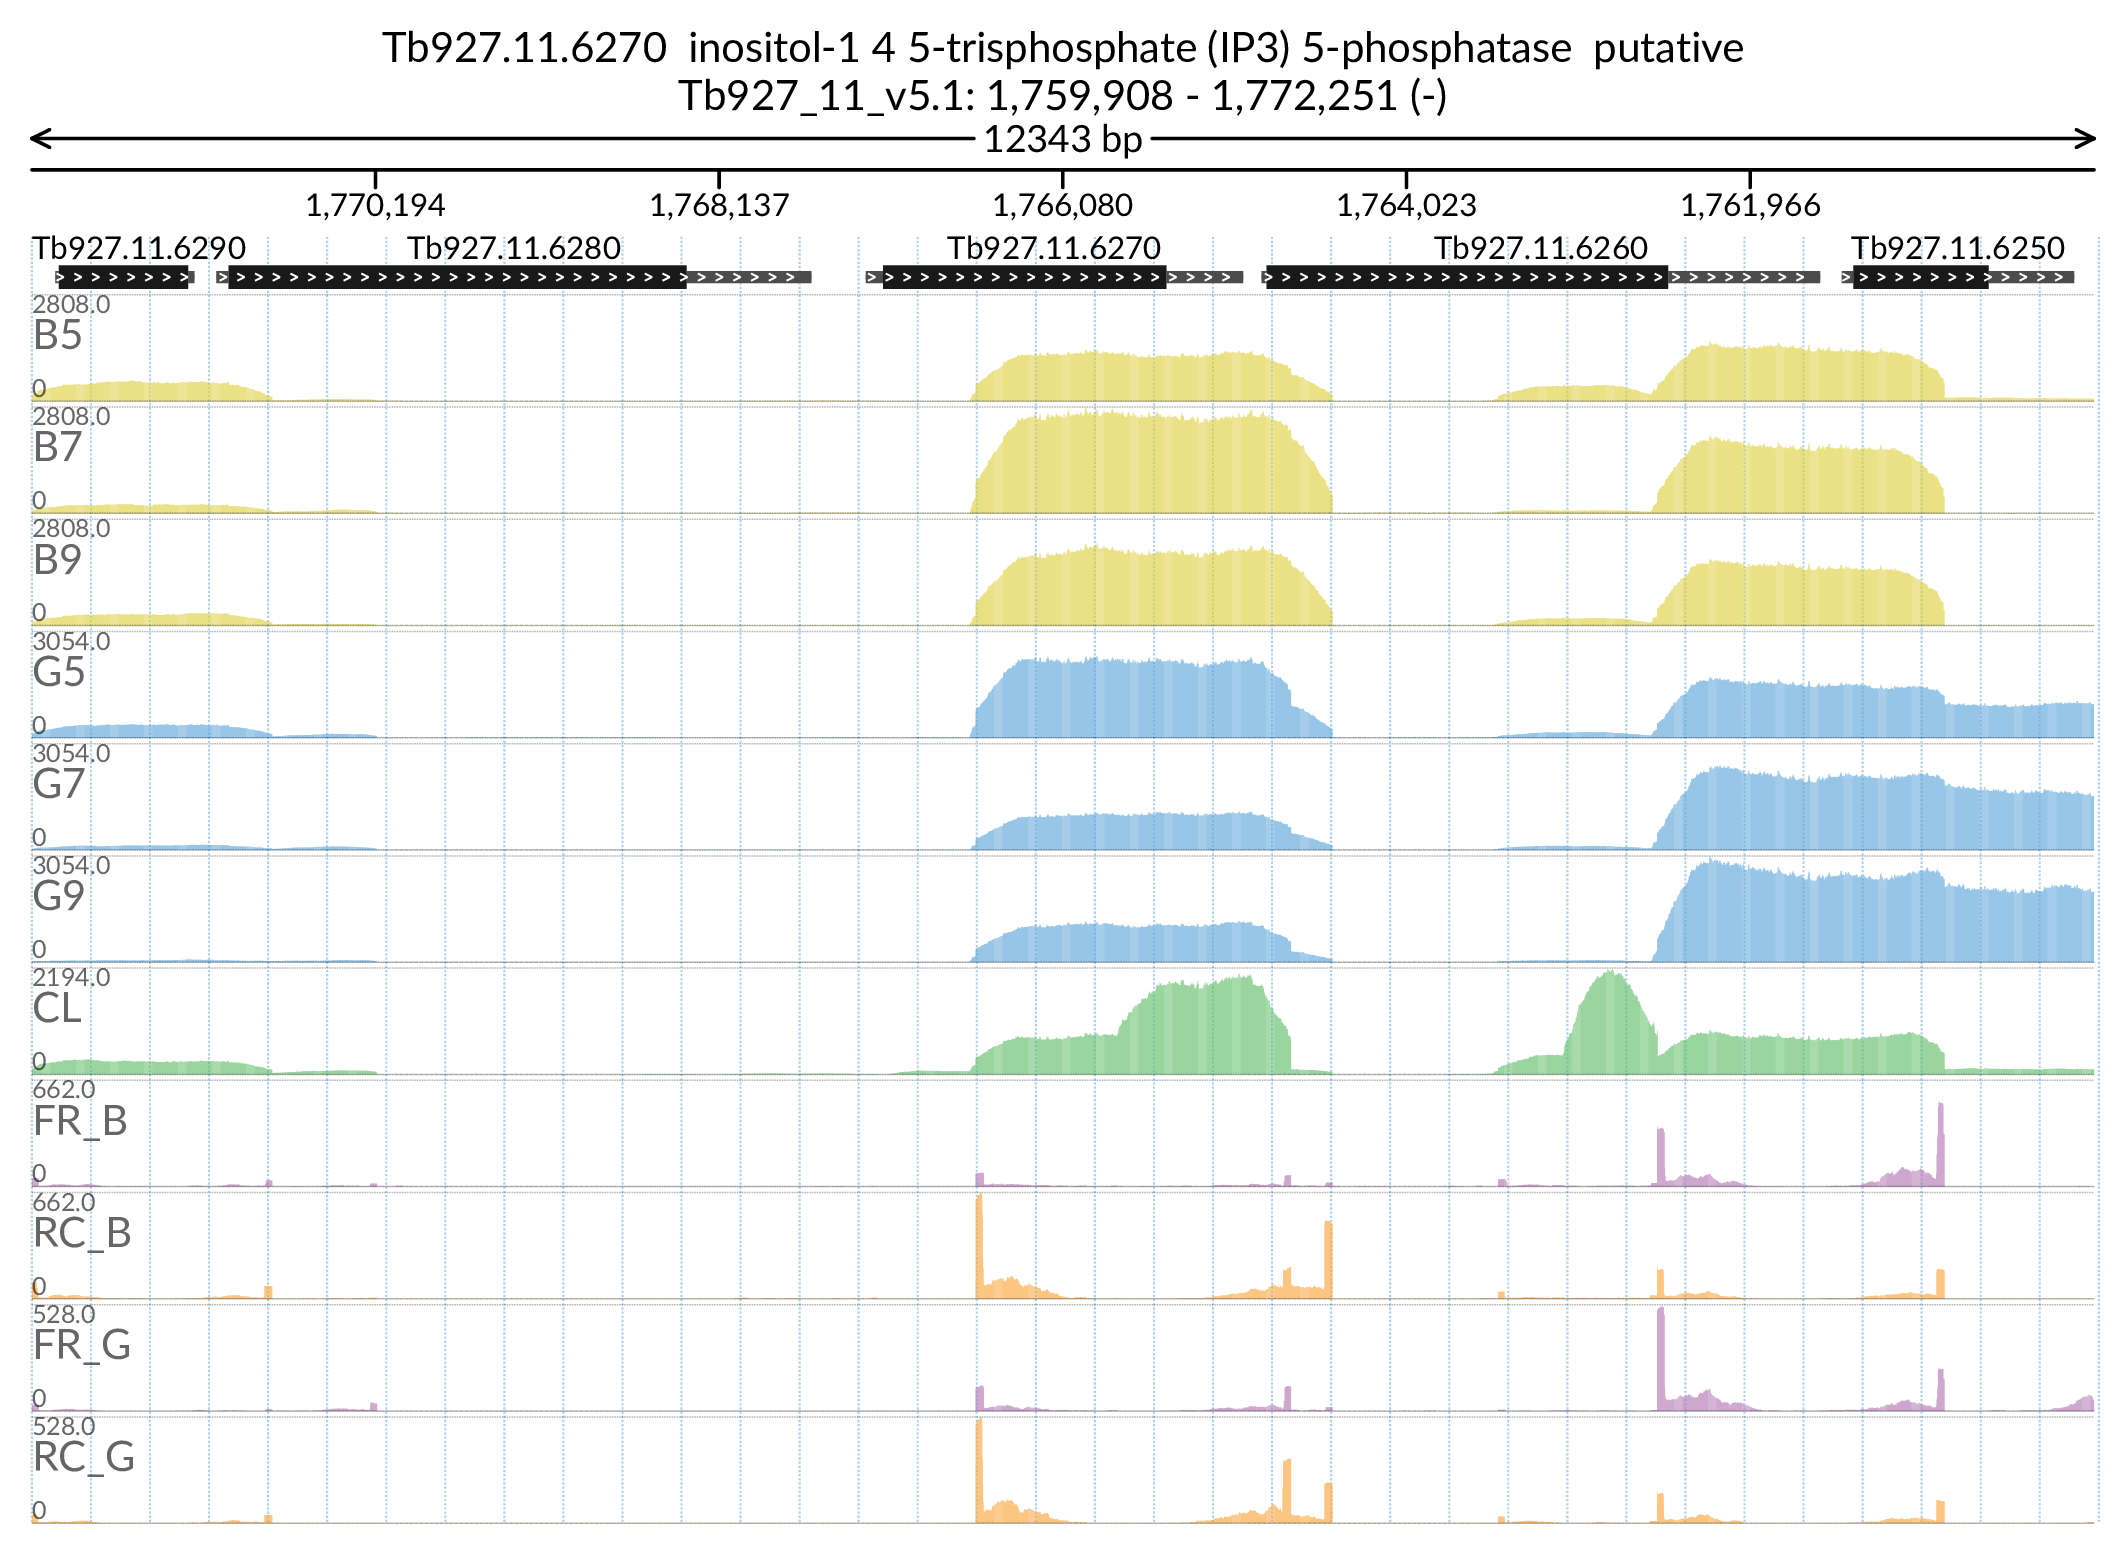 Tb927.11.6270  inositol-1 4 5-trisphosphate (IP3) 5-phosphatase  putative
Tb927_11_v5.1: 1,759,908 - 1,772,251 (-)
12343 bp
1,770,194 1,768,137 1,766,080 1,764,023 1,761,966
Tb927.11.6290 Tb927.11.6280 Tb927.11.6270 Tb927.11.6260 Tb927.11.6250
2808.0
B5
0
2808.0
B7
0
2808.0
B9
0
3054.0
G5
0
3054.0
G7
0
3054.0
G9
0
2194.0
CL
0
662.0
FR_B
0
662.0
RC_B
0
528.0
FR_G
0
528.0
RC_G
0